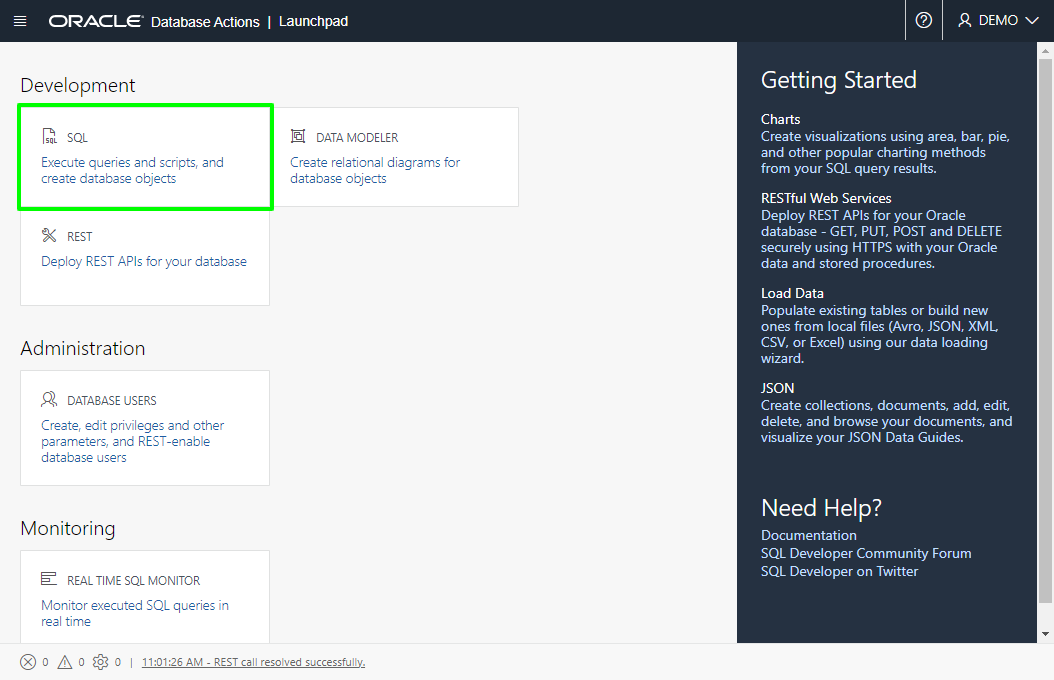 ORACLE Database Actions | Launchpad
DEMO
Development
SQL
Execute queries and scripts, and
create database objects
DATA MODELER
Create relational diagrams for
database objects
REST
Deploy REST APIs for your database
Administration
DATABASE USERS
Create, edit privileges and other
parameters, and REST-enable
database users
Monitoring
REAL TIME SQL MONITOR
Monitor executed SQL queries in
real time
Getting Started
Charts
Create visualizations using area, bar, pie,
and other popular charting methods
from your SQL query results.
RESTful Web Services
Deploy REST APIs for your Oracle
database - GET, PUT, POST and DELETE
securely using HTTPS with your Oracle
data and stored procedures.
Load Data
Populate existing tables or build new
ones from local files (Avro, JSON, XML,
CSV, or Excel) using our data loading
wizard.
JSON
Create collections, documents, add, edit,
delete, and browse your documents, and
visualize your JSON Data Guides.
Need Help?
Documentation
SQL Developer Community Forum
SQL Developer on Twitter
0 0 0 | 11:01:26 AM - REST call resolved successfully.